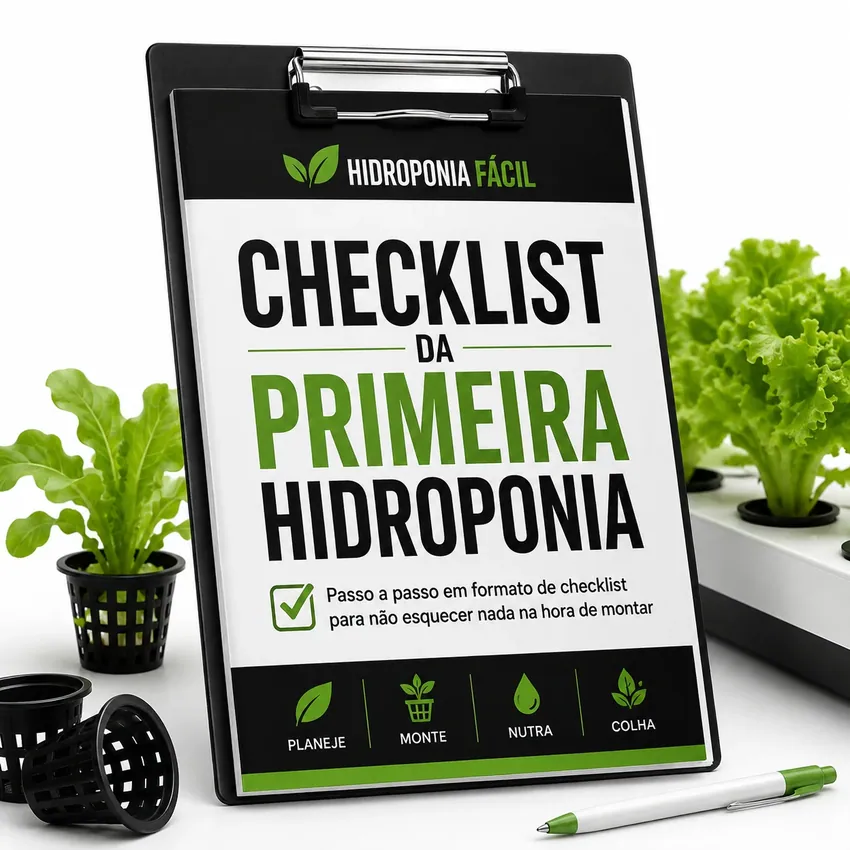 HIDROPONIA FÁCIL
CHECKLIST
DA
PRIMEIRA
HIDROPONIA
Passo a passo em formato de checklist
para não esquecer nada na hora de montar
PLANEJE MONTE NUTRA COLHA